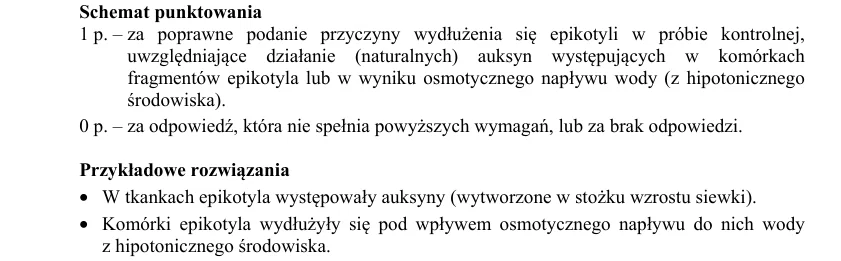 Schemat punktowania
1 p. – za poprawne podanie przyczyny wydłużenia się epikotyli w próbie kontrolnej,
uwzględniające działanie (naturalnych) auksyn występujących w komórkach
fragmentów epikotyla lub w wyniku osmotycznego napływu wody (z hipotonicznego
środowiska).
0 p. – za odpowiedź, która nie spełnia powyższych wymagań, lub za brak odpowiedzi.
Przykładowe rozwiązania
• W tkankach epikotyla występowały auksyny (wytworzone w stożku wzrostu siewki).
• Komórki epikotyla wydłużyły się pod wpływem osmotycznego napływu do nich wody
z hipotonicznego środowiska.